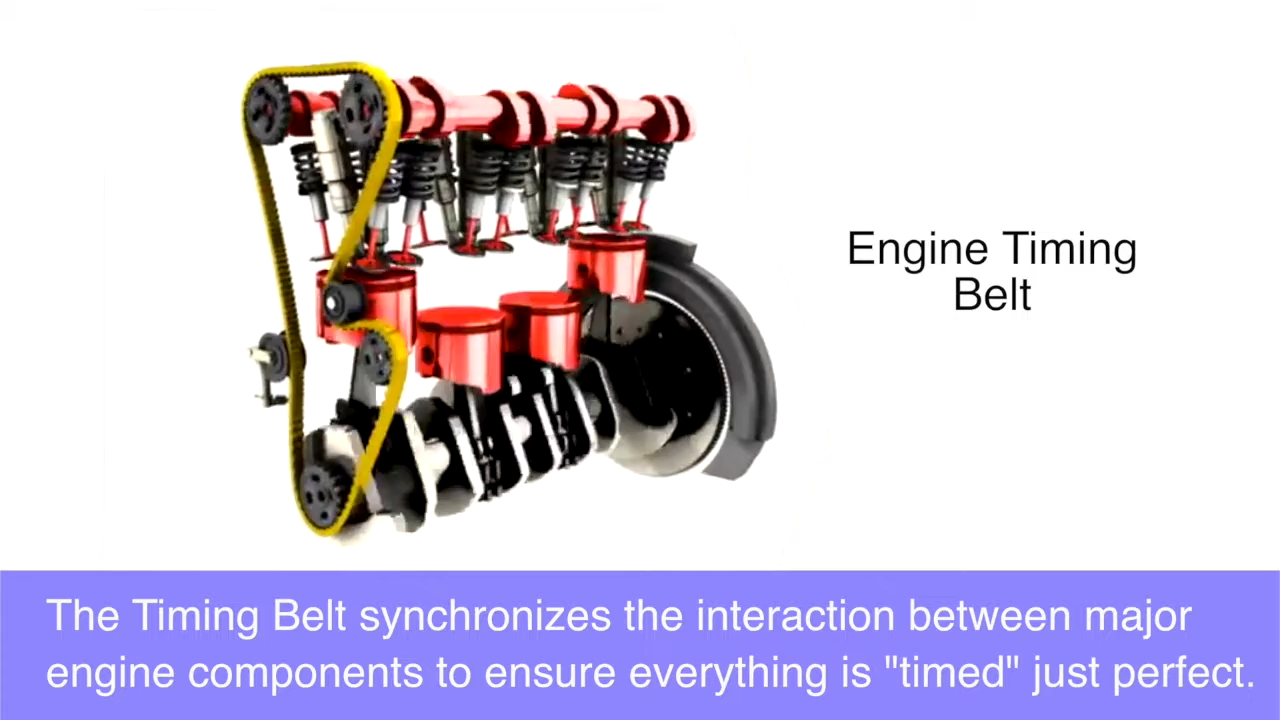 Engine Timing
Belt
The Timing Belt synchronizes the interaction between major
engine components to ensure everything is "timed" just perfect.